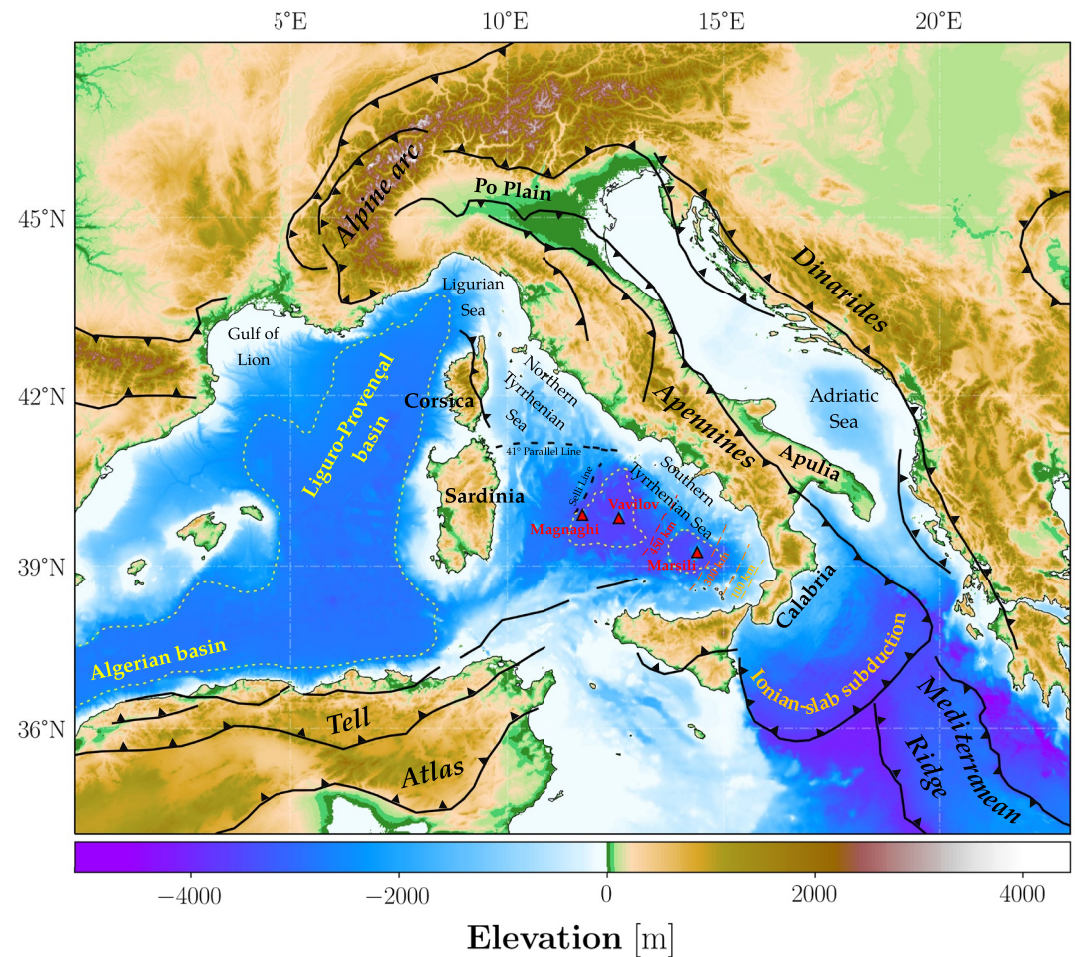 5°E 10°E 15°E 20°E
45°N
42°N
39°N
36°N
Alpine arc
Po Plain
Dinarides
Ligurian
Sea
Gulf of
Lion
Liguro-Provençal
basin
Corsica
Northern
Tyrrhenian
Sea
Apennines
Adriatic
Sea
41° Parallel Line
Apulia
Sardinia
Selli Line
Southern
Tyrrhenian Sea
Vavilov
Magnaghi
Marsili
450 km
Calabria
Algerian basin
Ionian-slab subduction
Tell
Atlas
Mediterranean
Ridge
−4000 −2000 0 2000 4000
Elevation [m]